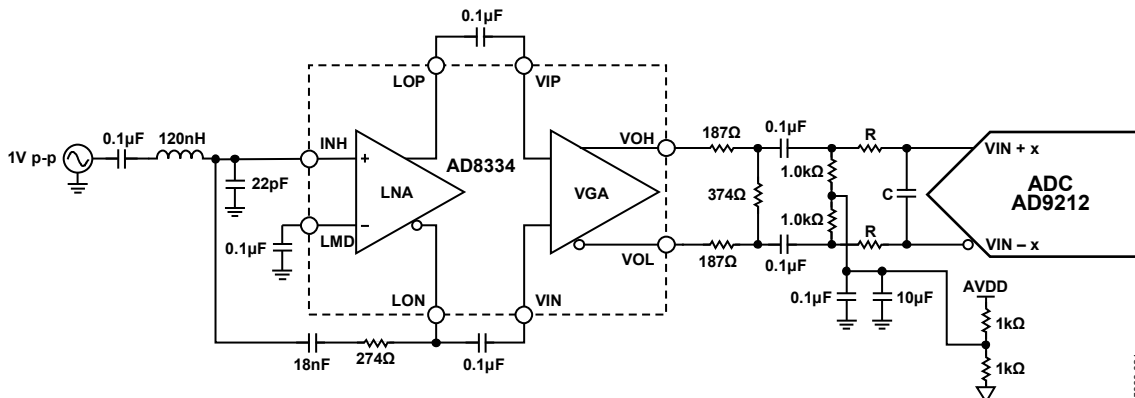 0.1µF
LOP
VIP
0.1µF
120nH
1V p-p
INH
22pF
LNA
AD8334
VGA
VOH
187Ω
0.1µF
R
VIN + x
1.0kΩ
374Ω
1.0kΩ
C
ADC
AD9212
LMD
0.1µF
VOL
187Ω
0.1µF
R
VIN – x
LON
VIN
18nF
274Ω
0.1µF
0.1µF
10µF
AVDD
1kΩ
1kΩ